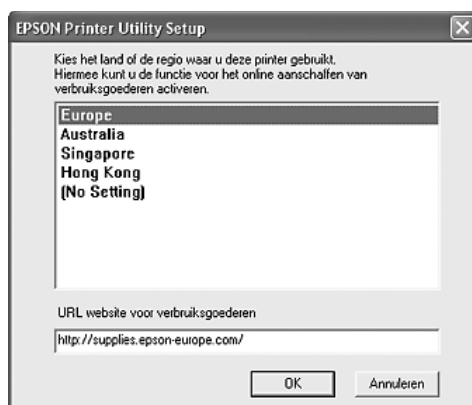 EPSON Printer Utility Setup
Kies het land of de regio waar u deze printer gebruikt.
Hiermee kunt u de functie voor het online aanschaffen van
verbruiksgoederen activeren.
Europe
Australia
Singapore
Hong Kong
(No Setting)
URL website voor verbruiksgoederen
http://supplies.epson-europe.com/
OK
Annuleren